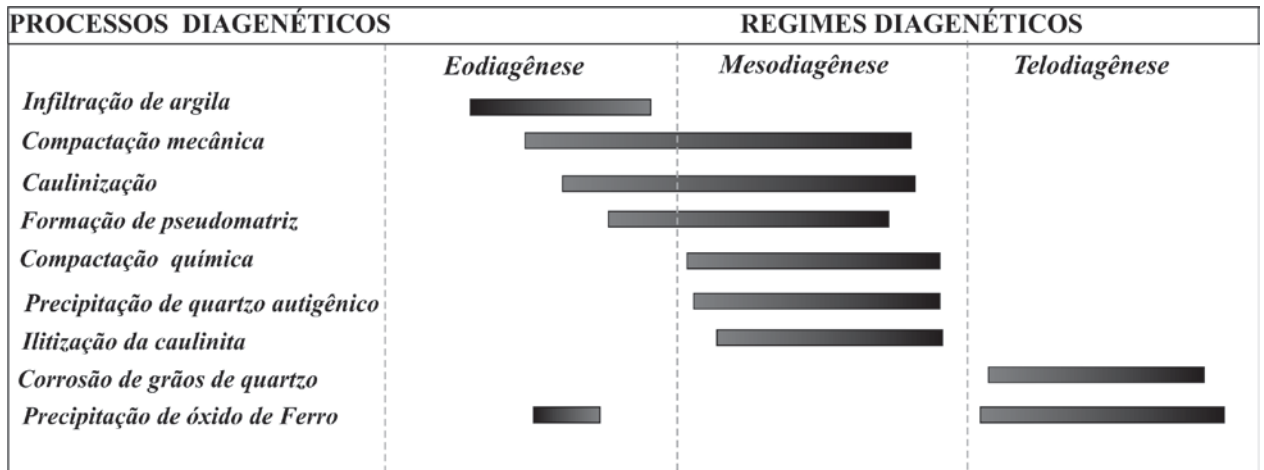 PROCESSOS DIAGENÉTICOS REGIMES DIAGENÉTICOS
Eodiagênese Mesodiagênese Telodiagênese
Infiltração de argila
Compactação mecânica
Caulinização
Formação de pseudomatriz
Compactação química
Precipitação de quartzo autigênico
Ilitização da caulinita
Corrosão de grãos de quartzo
Precipitação de óxido de Ferro